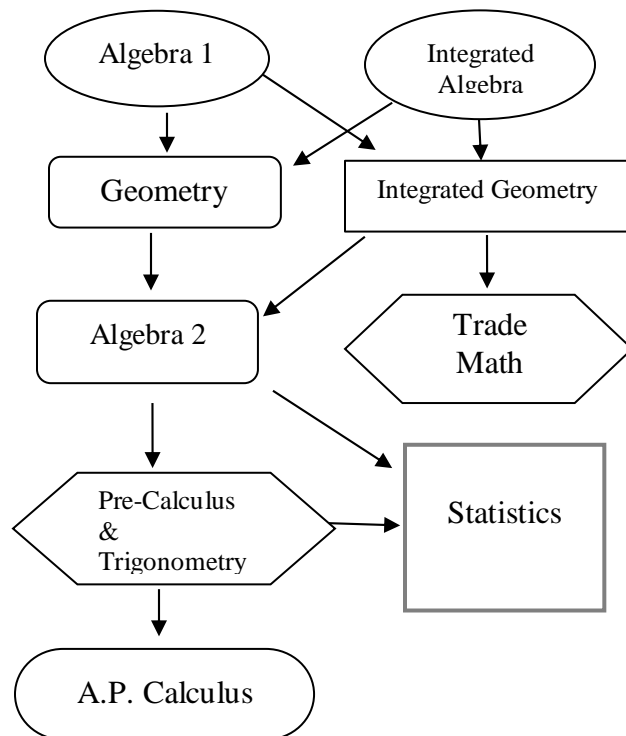 Algebra 1
Integrated
Algebra
Geometry
Integrated Geometry
Algebra 2
Trade
Math
Pre-Calculus
&
Trigonometry
Statistics
A.P. Calculus